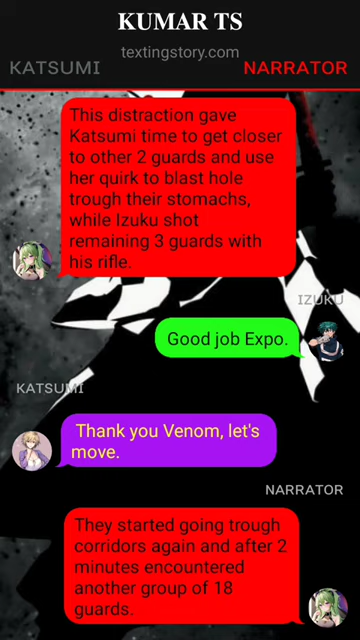 KUMAR TS
textingstory.com
KATSUMI
NARRATOR
This distraction gave
Katsumi time to get closer
to other 2 guards and use
her quirk to blast hole
trough their stomachs,
while Izuku shot
remaining 3 guards with
his rifle.
IZUKU
Good job Expo.
KATSUMI
Thank you Venom, let's
move.
NARRATOR
They started going trough
corridors again and after 2
minutes encountered
another group of 18
guards.